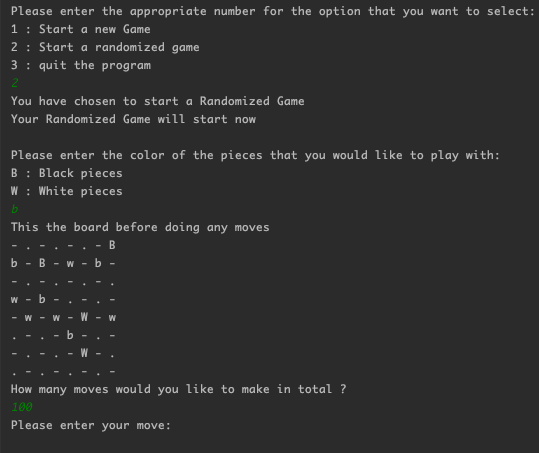 Please enter the appropriate number for the option that you want to select:
1 : Start a new Game
2 : Start a randomized game
3 : quit the program
2
You have chosen to start a Randomized Game
Your Randomized Game will start now
Please enter the color of the pieces that you would like to play with:
B : Black pieces
W : White pieces
b
This the board before doing any moves
- . - . - . - B
b - B - w - b -
- . - . - . - .
w - b - . - . -
- w - w - W - w
. - . - b - . -
- . - . - W - .
. - . - . - . -
How many moves would you like to make in total ?
100
Please enter your move: